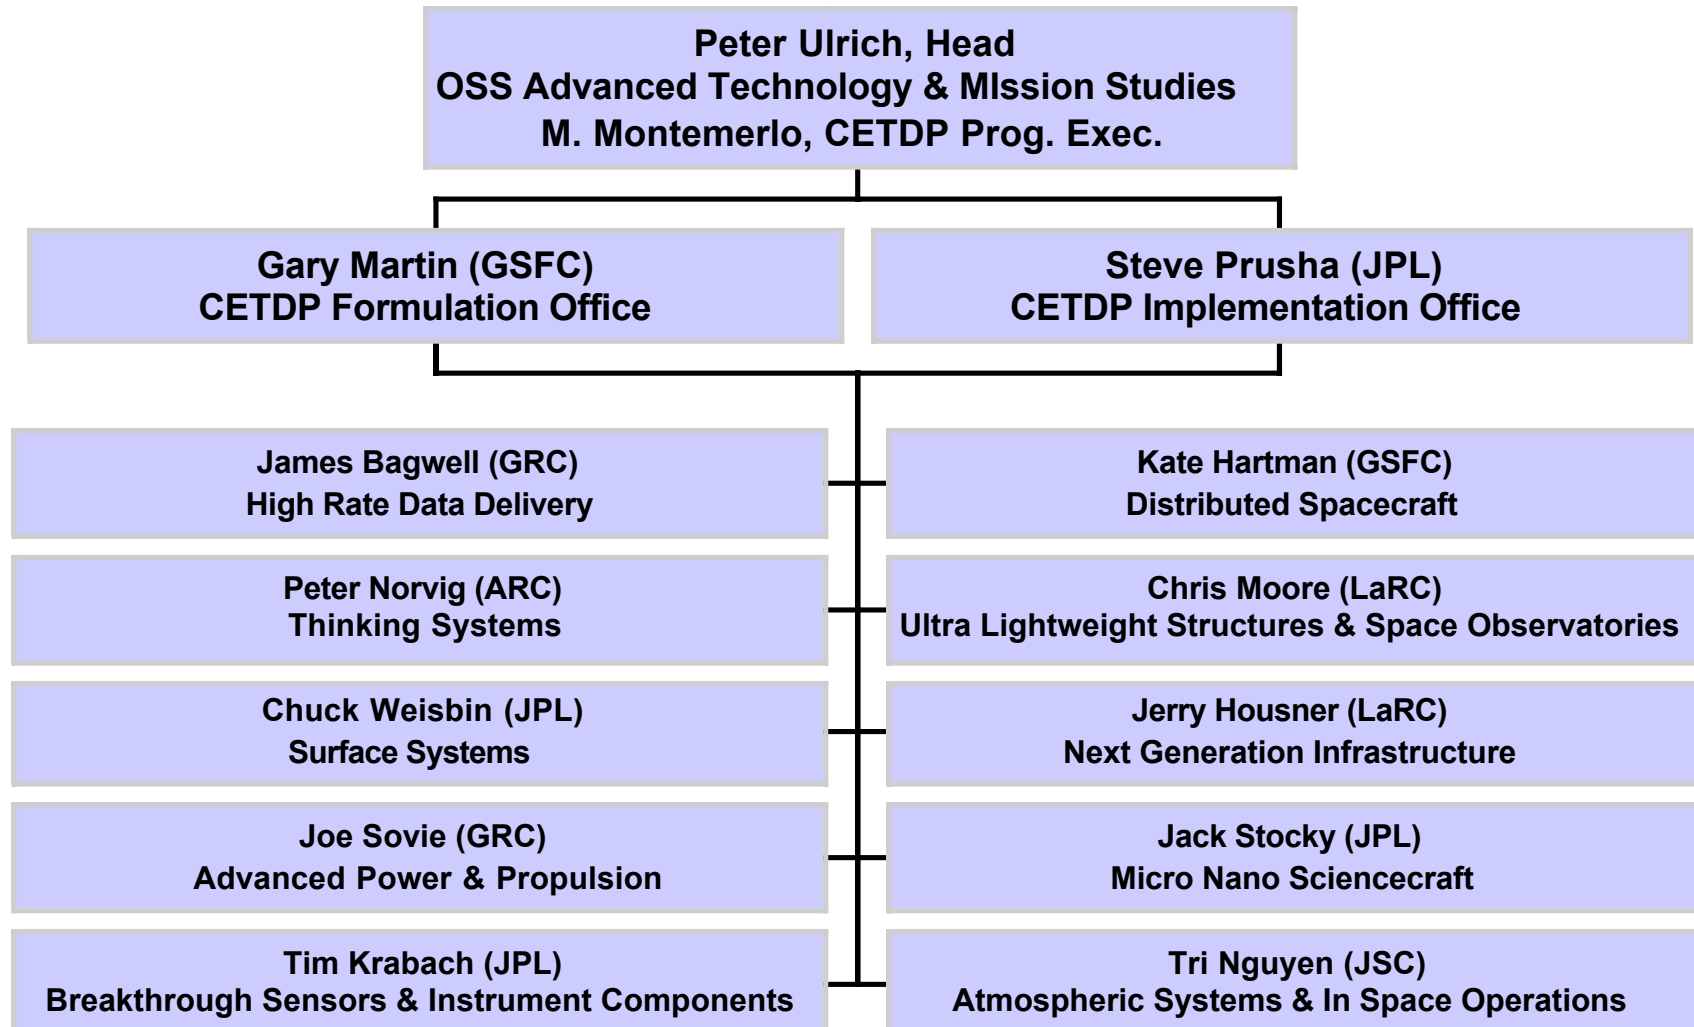 Peter Ulrich, Head
OSS Advanced Technology & MIssion Studies
M. Montemerlo, CETDP Prog. Exec.
Gary Martin (GSFC)
CETDP Formulation Office
Steve Prusha (JPL)
CETDP Implementation Office
James Bagwell (GRC)
High Rate Data Delivery
Kate Hartman (GSFC)
Distributed Spacecraft
Peter Norvig (ARC)
Thinking Systems
Chris Moore (LaRC)
Ultra Lightweight Structures & Space Observatories
Chuck Weisbin (JPL)
Surface Systems
Jerry Housner (LaRC)
Next Generation Infrastructure
Joe Sovie (GRC)
Advanced Power & Propulsion
Jack Stocky (JPL)
Micro Nano Sciencecraft
Tim Krabach (JPL)
Breakthrough Sensors & Instrument Components
Tri Nguyen (JSC)
Atmospheric Systems & In Space Operations